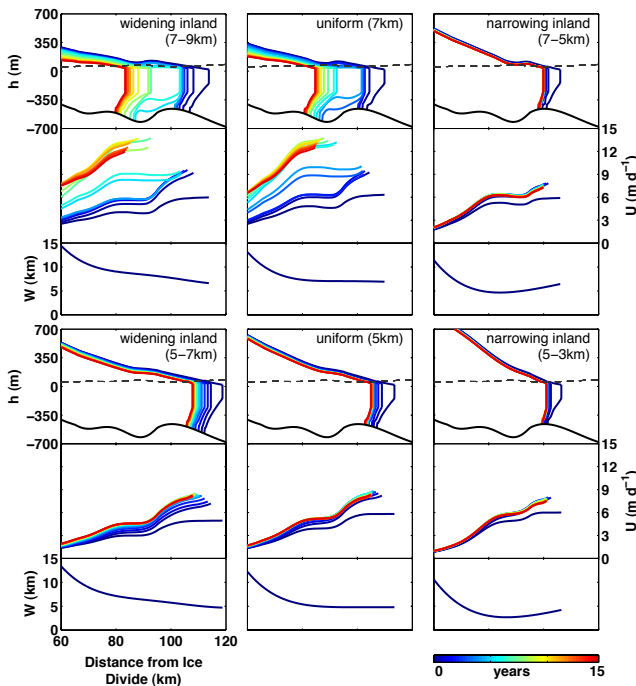 widening inland
(7−9km)
uniform (7km)
narrowing inland
(7−5km)
700
350
0
−350
−700
h (m)
15
12
9
6
3
0
U (m d⁻¹)
15
10
5
0
W (km)
widening inland
(5−7km)
uniform (5km)
narrowing inland
(5−3km)
700
350
0
−350
−700
h (m)
15
12
9
6
3
0
U (m d⁻¹)
15
10
5
0
W (km)
60 80 100 120
Distance from Ice
Divide (km)
0 years 15